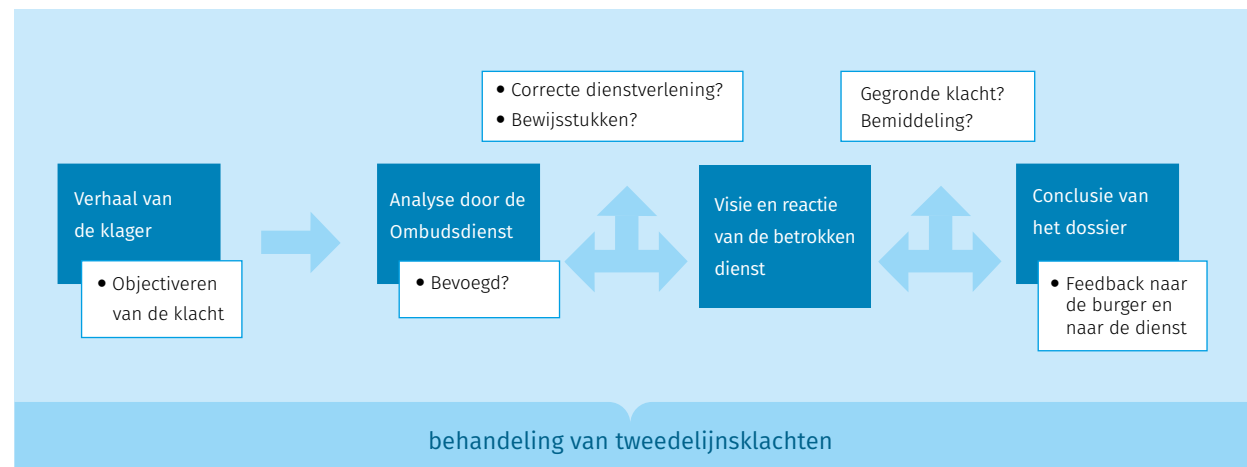 • Correcte dienstverlening?
• Bewijsstukken?
Gegronde klacht?
Bemiddeling?
Verhaal van
de klager
• Objectiveren
van de klacht
Analyse door de
Ombudsdienst
• Bevoegd?
Visie en reactie
van de betrokken
dienst
Conclusie van
het dossier
• Feedback naar
de burger en
naar de dienst
behandeling van tweedelijnsklachten